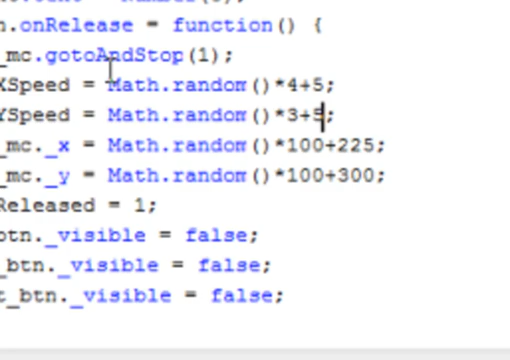 n.onRelease = function() {
_mc.gotoAndStop(1);
XSpeed = Math.random()*4+5;
YSpeed = Math.random()*3+5;
_mc._x = Math.random()*100+225;
_mc._y = Math.random()*100+300;
Released = 1;
btn._visible = false;
_btn._visible = false;
t_btn._visible = false;